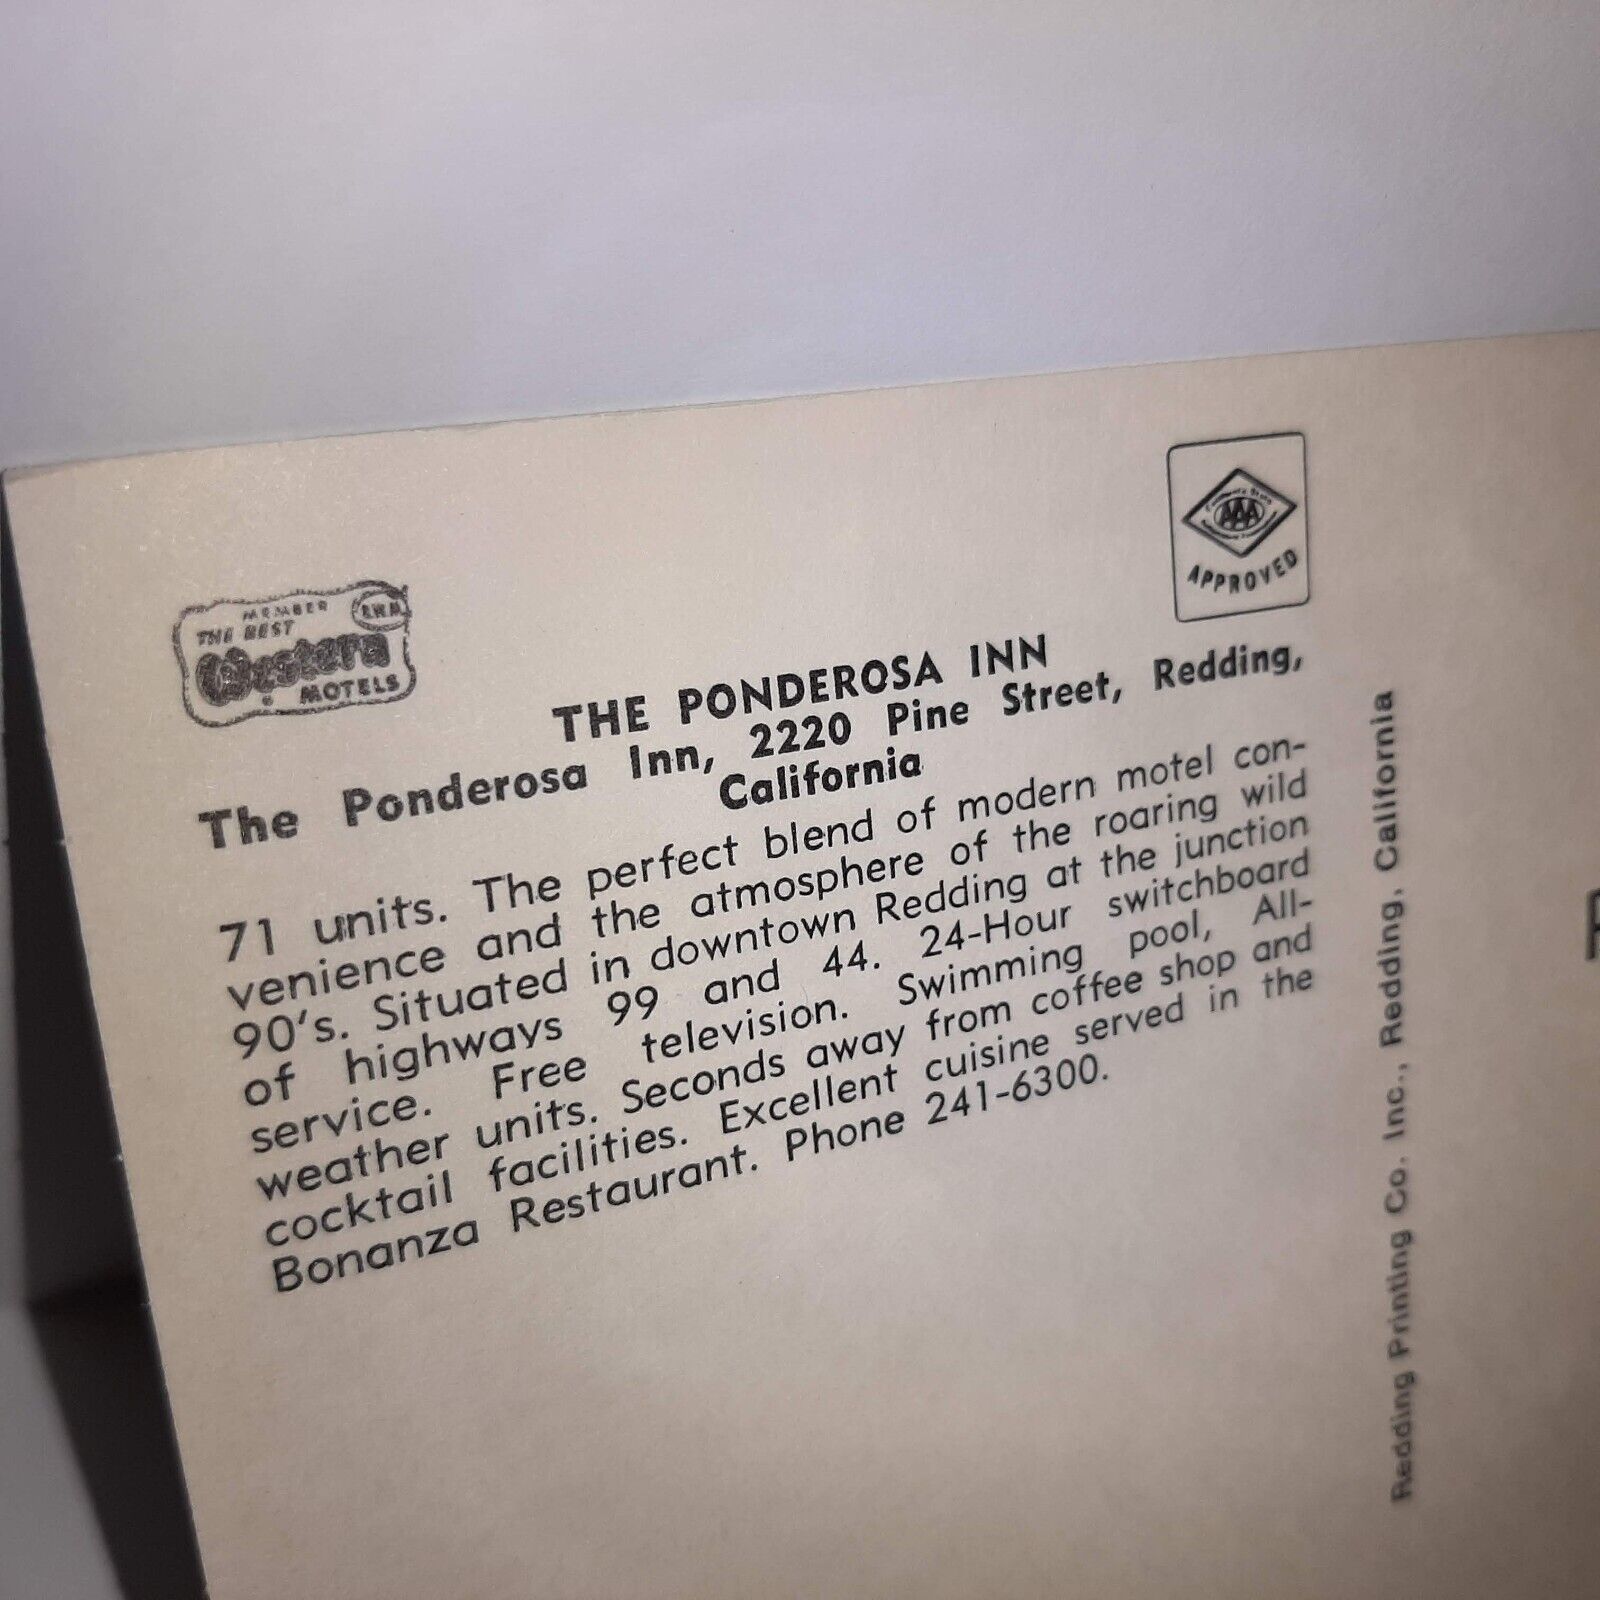 MEMBER
THE BEST
Western
MOTELS
AAA
APPROVED
THE PONDEROSA INN
The Ponderosa Inn, 2220 Pine Street, Redding,
California
71 units. The perfect blend of modern motel con-
venience and the atmosphere of the roaring wild
90's. Situated in downtown Redding at the junction
of highways 99 and 44. 24-Hour switchboard
service. Free television. Swimming pool, All-
weather units. Seconds away from coffee shop and
cocktail facilities. Excellent cuisine served in the
Bonanza Restaurant. Phone 241-6300.
Redding Printing Co. Inc., Redding, California